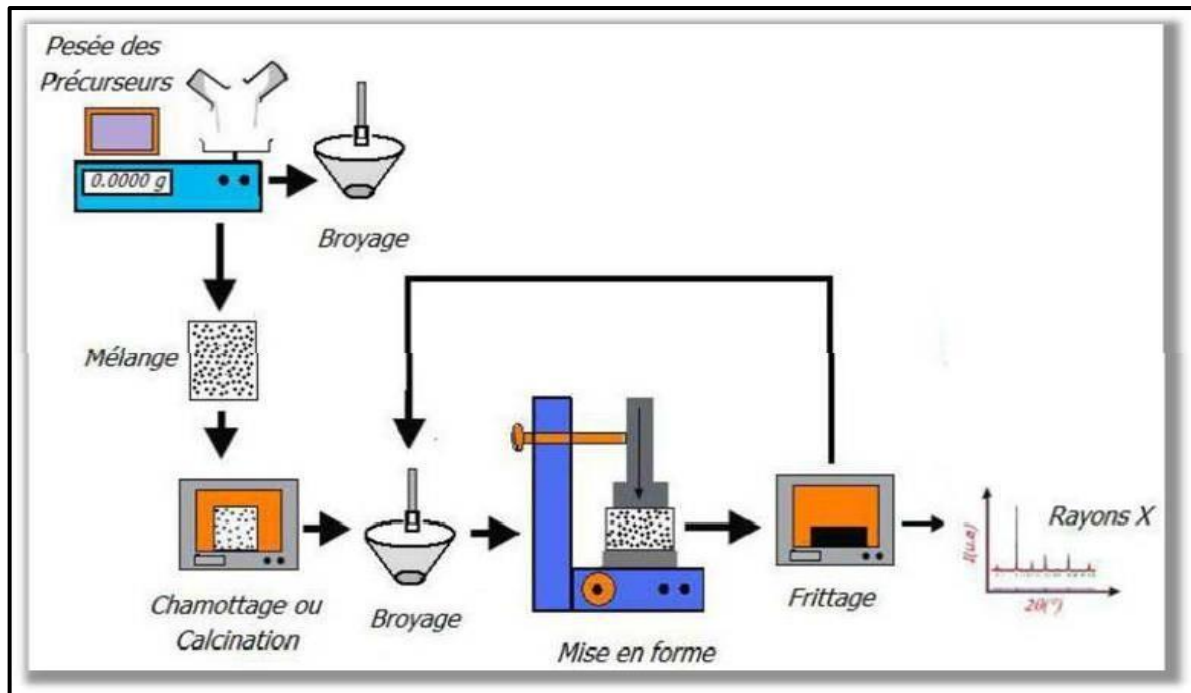 Pesée des
Précurseurs
0.0000 g
Broyage
Mélange
Chamottage ou
Calcination
Broyage
Mise en forme
Frittage
Rayons X
I(u.a)
2θ(°)